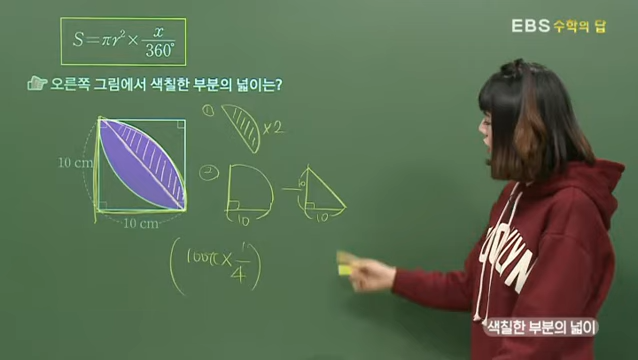 EBS 수학의 답
S=πr²×x/360°
오른쪽 그림에서 색칠한 부분의 넓이는?
① ×2
10 cm
② − 10
10 10
10 cm
(100π×1/4)
BROOKLYN
색칠한 부분의 넓이